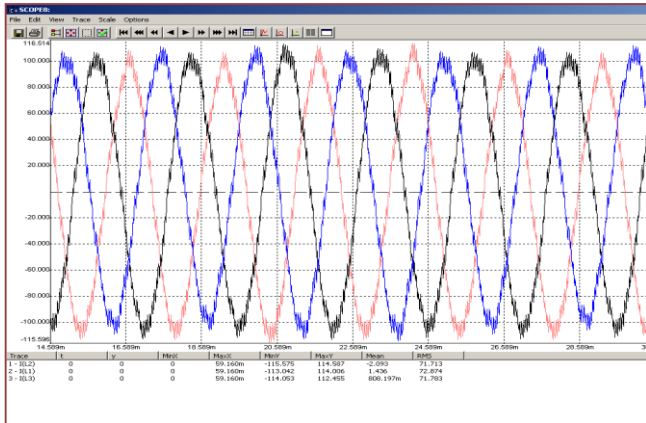 SCOPE8:
File Edit View Trace Scale Options
116.514
100.000
80.000
60.000
40.000
20.000
-20.000
-40.000
-60.000
-80.000
-100.000
-115.596
14.589m 16.589m 18.589m 20.589m 22.589m 24.589m 26.589m 28.589m 30
Trace t y MinX MaxX MinY MaxY Mean RMS
1 - I(L2) 0 0 0 59.160m -115.575 114.587 -2.093 71.713
2 - I(L1) 0 0 0 59.160m -113.042 114.006 1.436 72.874
3 - I(L3) 0 0 0 59.160m -114.053 112.455 808.197m 71.783